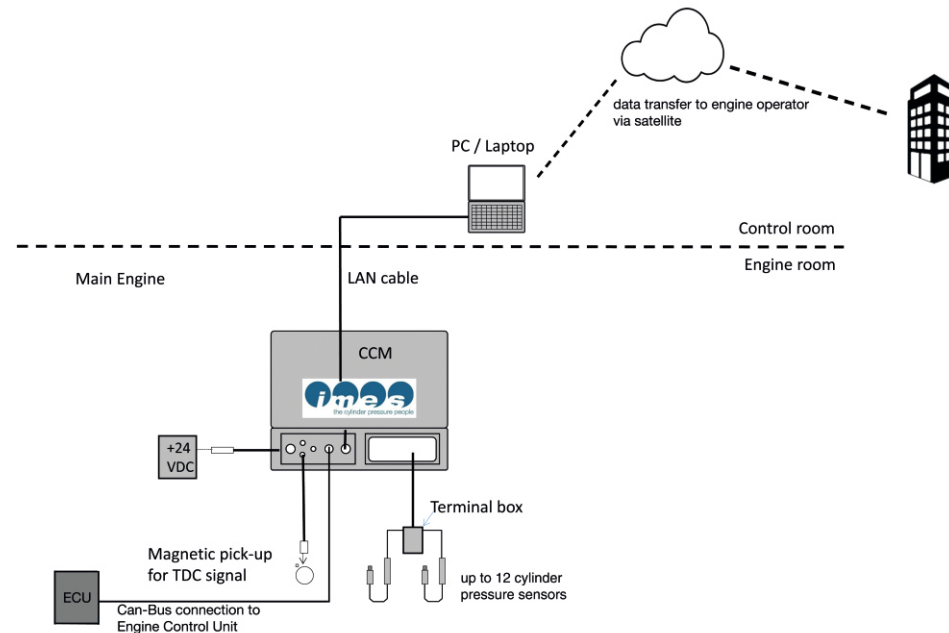 data transfer to engine operator
via satellite
PC / Laptop
Control room
Engine room
Main Engine
LAN cable
CCM
imes
the cylinder pressure people
+24
VDC
Terminal box
Magnetic pick-up
for TDC signal
up to 12 cylinder
pressure sensors
ECU
Can-Bus connection to
Engine Control Unit